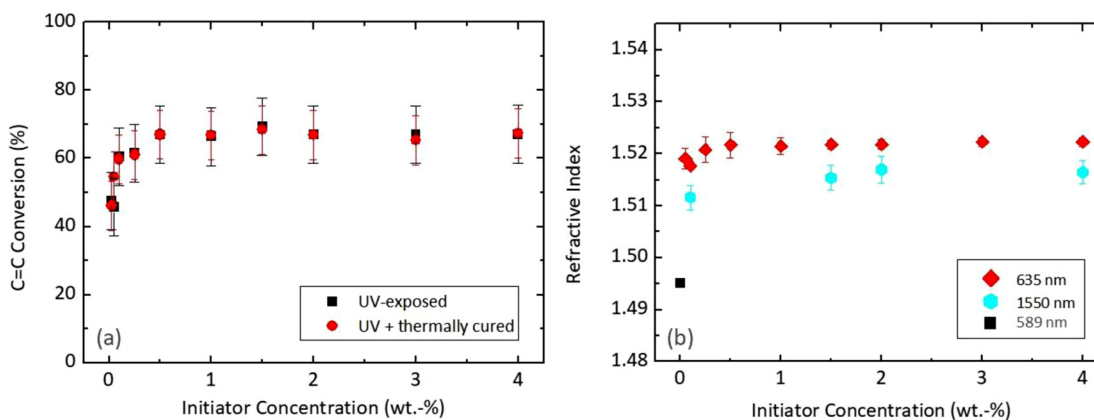 100
80
60
40
20
0
C=C Conversion (%)
UV-exposed
UV + thermally cured
(a)
0 1 2 3 4
Initiator Concentration (wt.-%)
1.54
1.53
1.52
1.51
1.50
1.49
1.48
Refractive Index
635 nm
1550 nm
589 nm
(b)
0 1 2 3 4
Initiator Concentration (wt.-%)